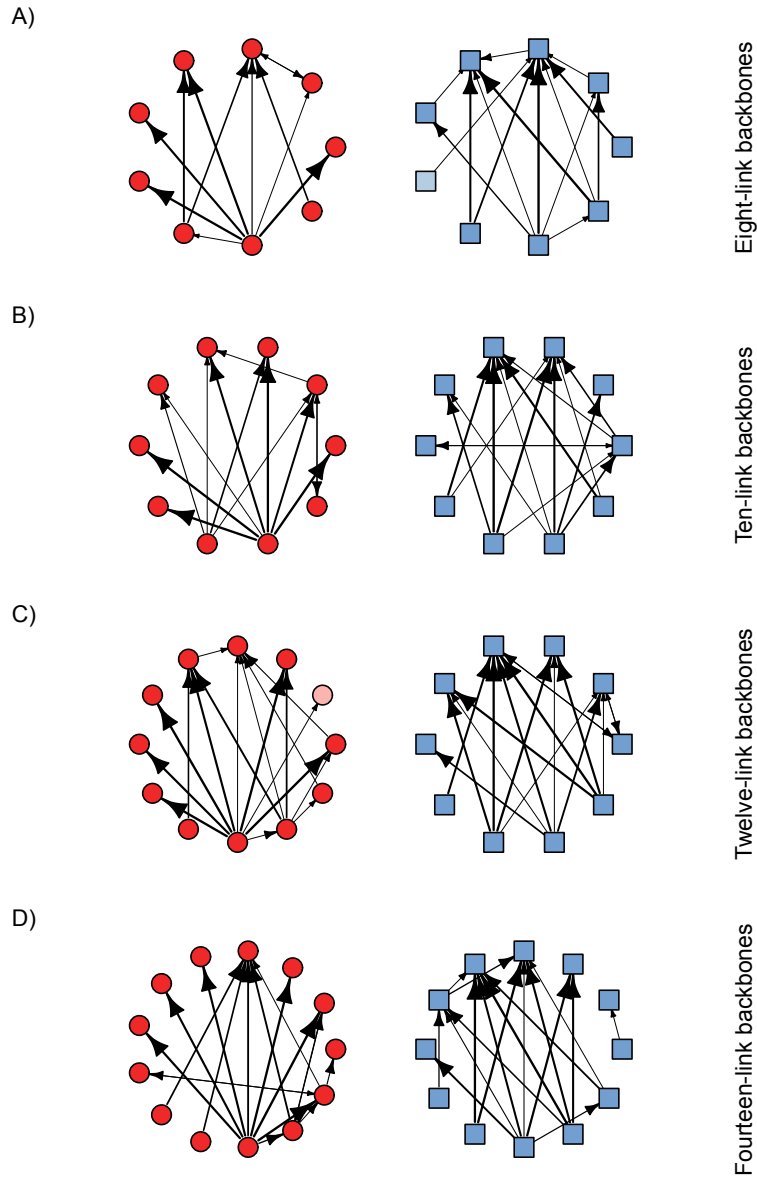 A)
Eight-link backbones
B)
Ten-link backbones
C)
Twelve-link backbones
D)
Fourteen-link backbones